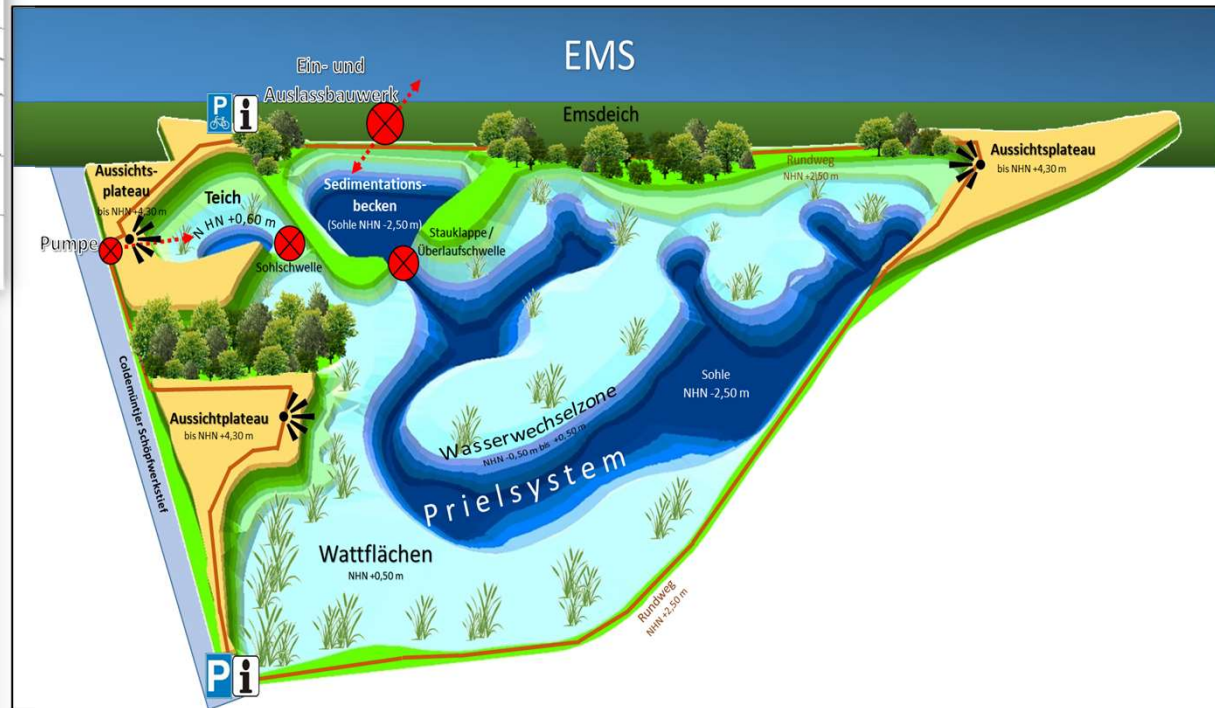 EMS
Ein- und
Auslassbauwerk
P
i
Emsdeich
Aussichts-
plateau
bis NHN +4,30 m
Teich
NHN +0,60 m
Sedimentations-
becken
(Sohle NHN -2,50 m)
Rundweg
NHN +2,50 m
Aussichtsplateau
bis NHN +4,30 m
Pumpe
Sohlschwelle
Stauklappe /
Überlaufschwelle
Coldemüntjer Schöpfwerkstief
Sohle
NHN -2,50 m
Aussichtplateau
bis NHN +4,30 m
Wasserwechselzone
NHN -0,50 m bis +0,50 m
Prielsystem
Wattflächen
NHN +0,50 m
Rundweg
NHN +2,50 m
P
i